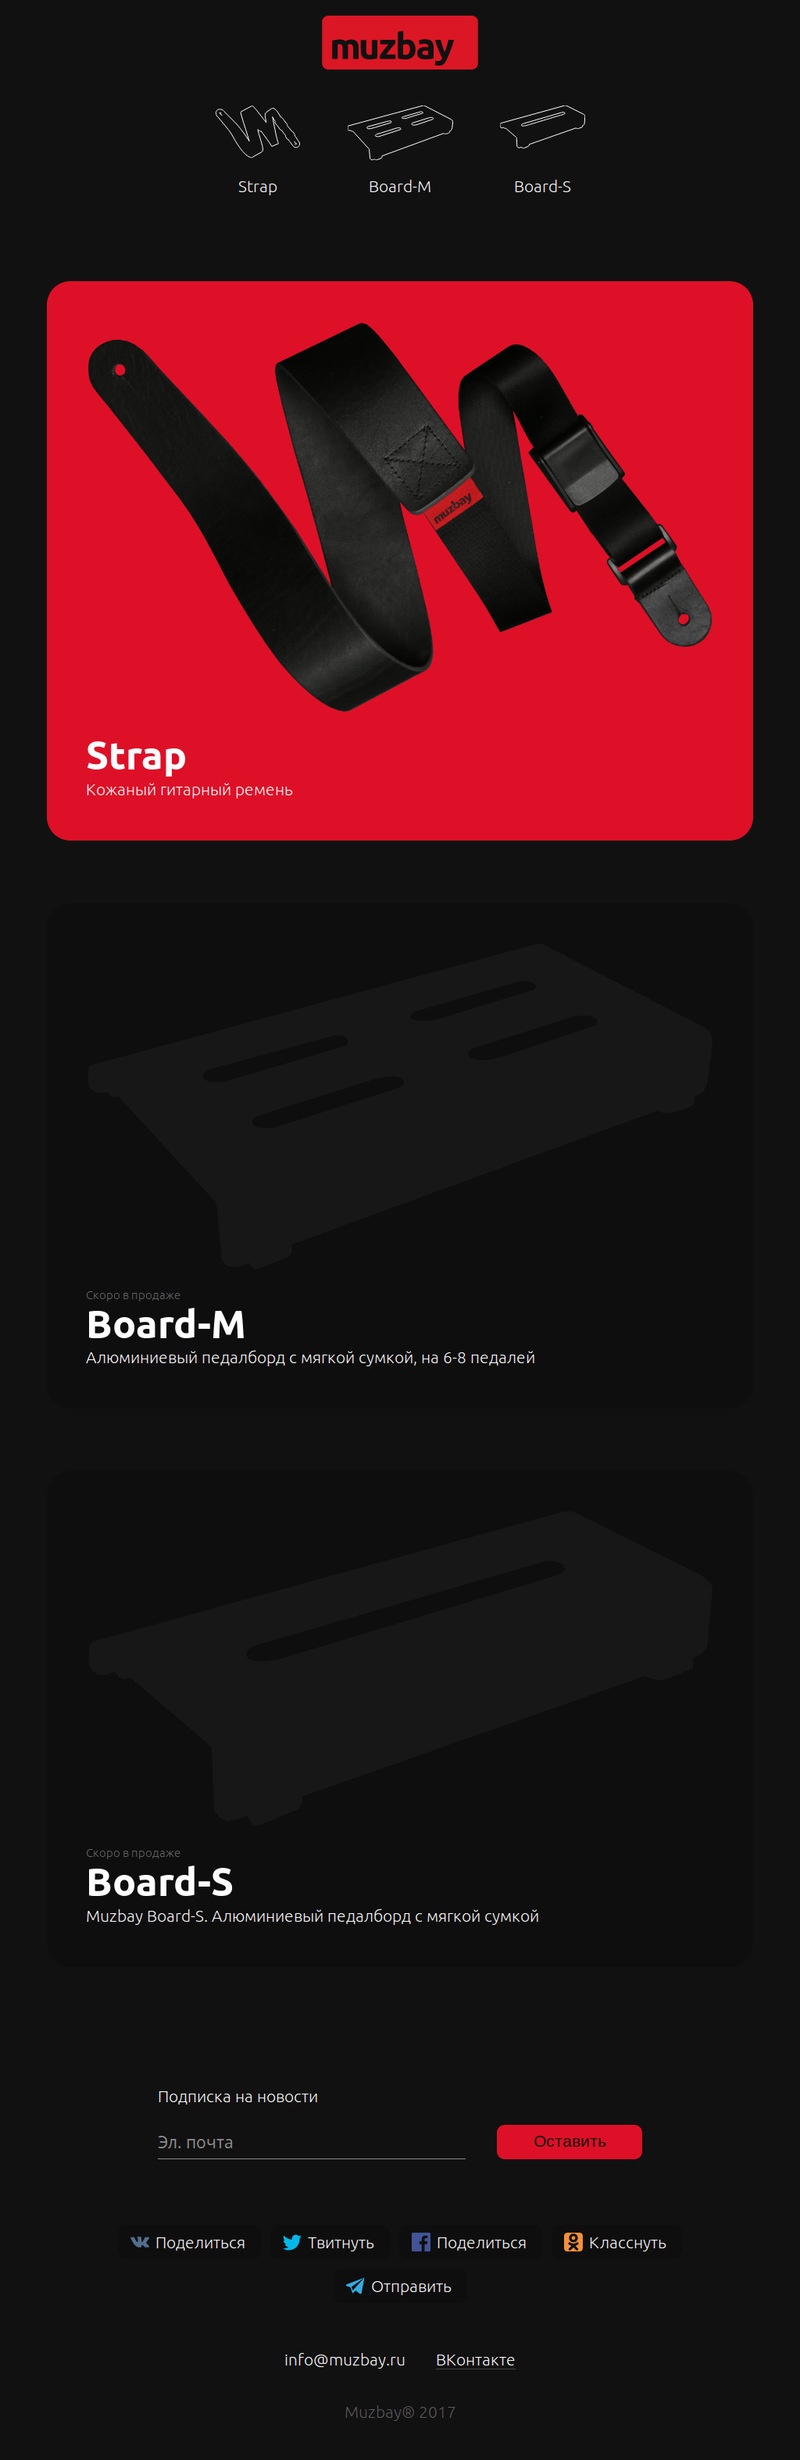 muzbay
Strap
Board-M
Board-S
muzbay
Strap
Кожаный гитарный ремень
Скоро в продаже
Board-M
Алюминиевый педалборд с мягкой сумкой, на 6-8 педалей
Скоро в продаже
Board-S
Muzbay Board-S. Алюминиевый педалборд с мягкой сумкой
Подписка на новости
Эл. почта
Оставить
Поделиться
Твитнуть
Поделиться
Класснуть
Отправить
info@muzbay.ru
ВКонтакте
Muzbay® 2017